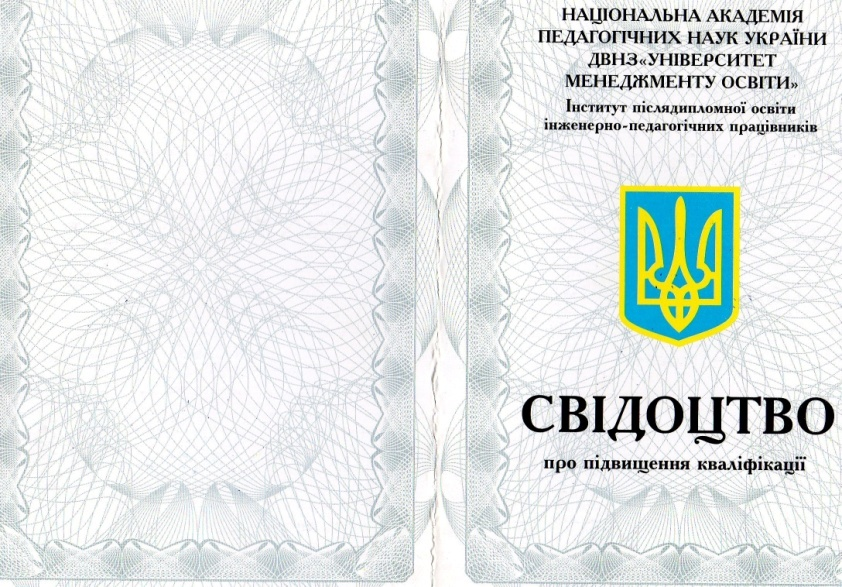 НАЦІОНАЛЬНА АКАДЕМІЯ
ПЕДАГОГІЧНИХ НАУК УКРАЇНИ
ДВНЗ«УНІВЕРСИТЕТ
МЕНЕДЖМЕНТУ ОСВІТИ»
Інститут післядипломної освіти
інженерно-педагогічних працівників
СВІДОЦТВО
про підвищення кваліфікації